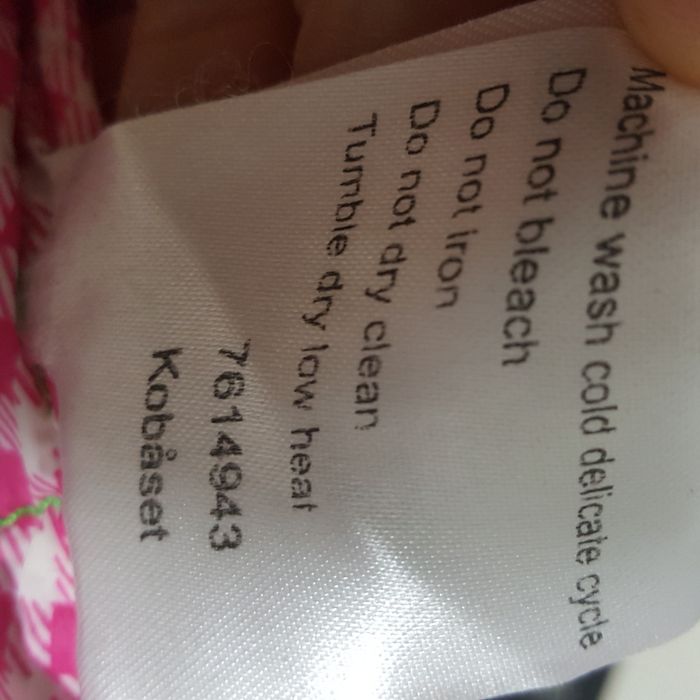 Machine wash cold delicate cycle
Do not bleach
Do not iron
Do not dry clean
Tumble dry low heat
7614943
Kobåset